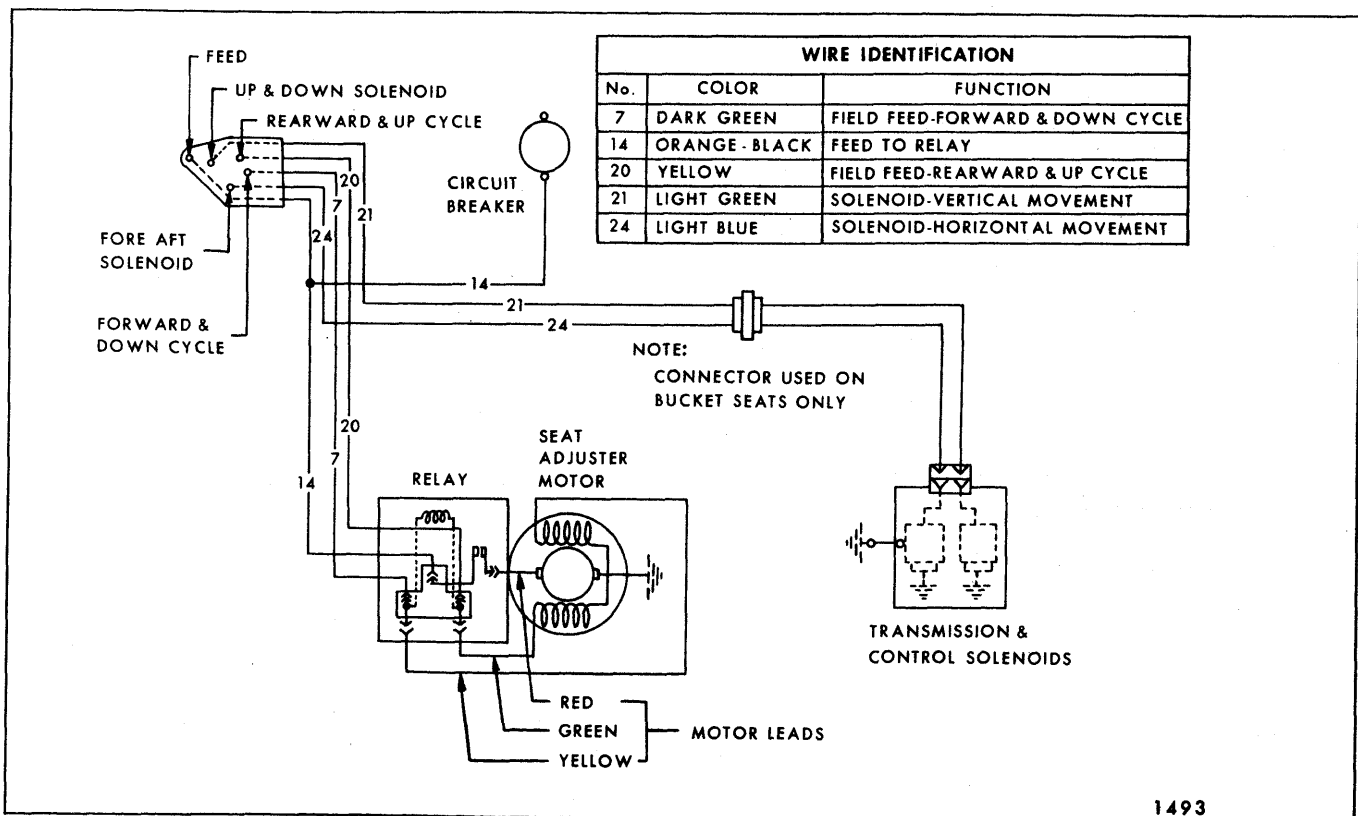 FEED
UP & DOWN SOLENOID
REARWARD & UP CYCLE
FORE AFT
SOLENOID
FORWARD &
DOWN CYCLE
20
7
21
24
CIRCUIT
BREAKER
WIRE IDENTIFICATION
No. COLOR FUNCTION
7 DARK GREEN FIELD FEED-FORWARD & DOWN CYCLE
14 ORANGE-BLACK FEED TO RELAY
20 YELLOW FIELD FEED-REARWARD & UP CYCLE
21 LIGHT GREEN SOLENOID-VERTICAL MOVEMENT
24 LIGHT BLUE SOLENOID-HORIZONTAL MOVEMENT
14
21
24
NOTE:
CONNECTOR USED ON
BUCKET SEATS ONLY
20
7
14
RELAY
SEAT
ADJUSTER
MOTOR
TRANSMISSION &
CONTROL SOLENOIDS
RED
GREEN
YELLOW
MOTOR LEADS
1493